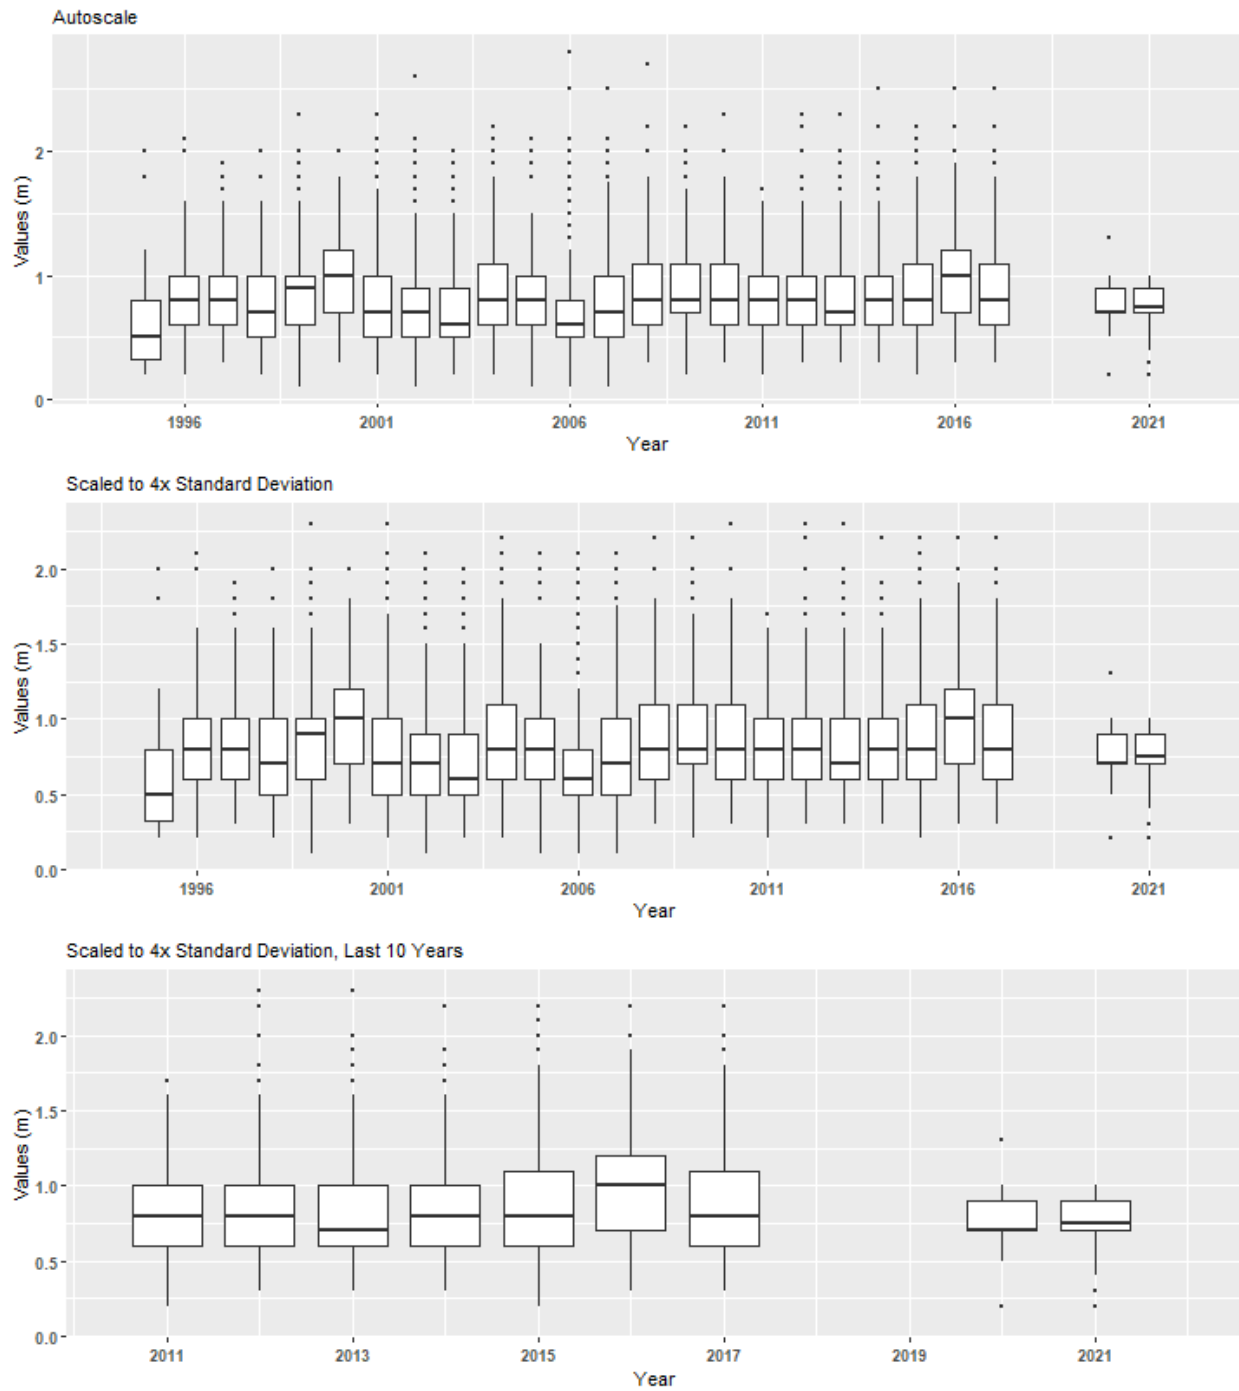 Autoscale
Values (m)
2
1
0
1996 2001 2006 2011 2016 2021
Year
Scaled to 4x Standard Deviation
Values (m)
2.0
1.5
1.0
0.5
0.0
1996 2001 2006 2011 2016 2021
Year
Scaled to 4x Standard Deviation, Last 10 Years
Values (m)
2.0
1.5
1.0
0.5
0.0
2011 2013 2015 2017 2019 2021
Year